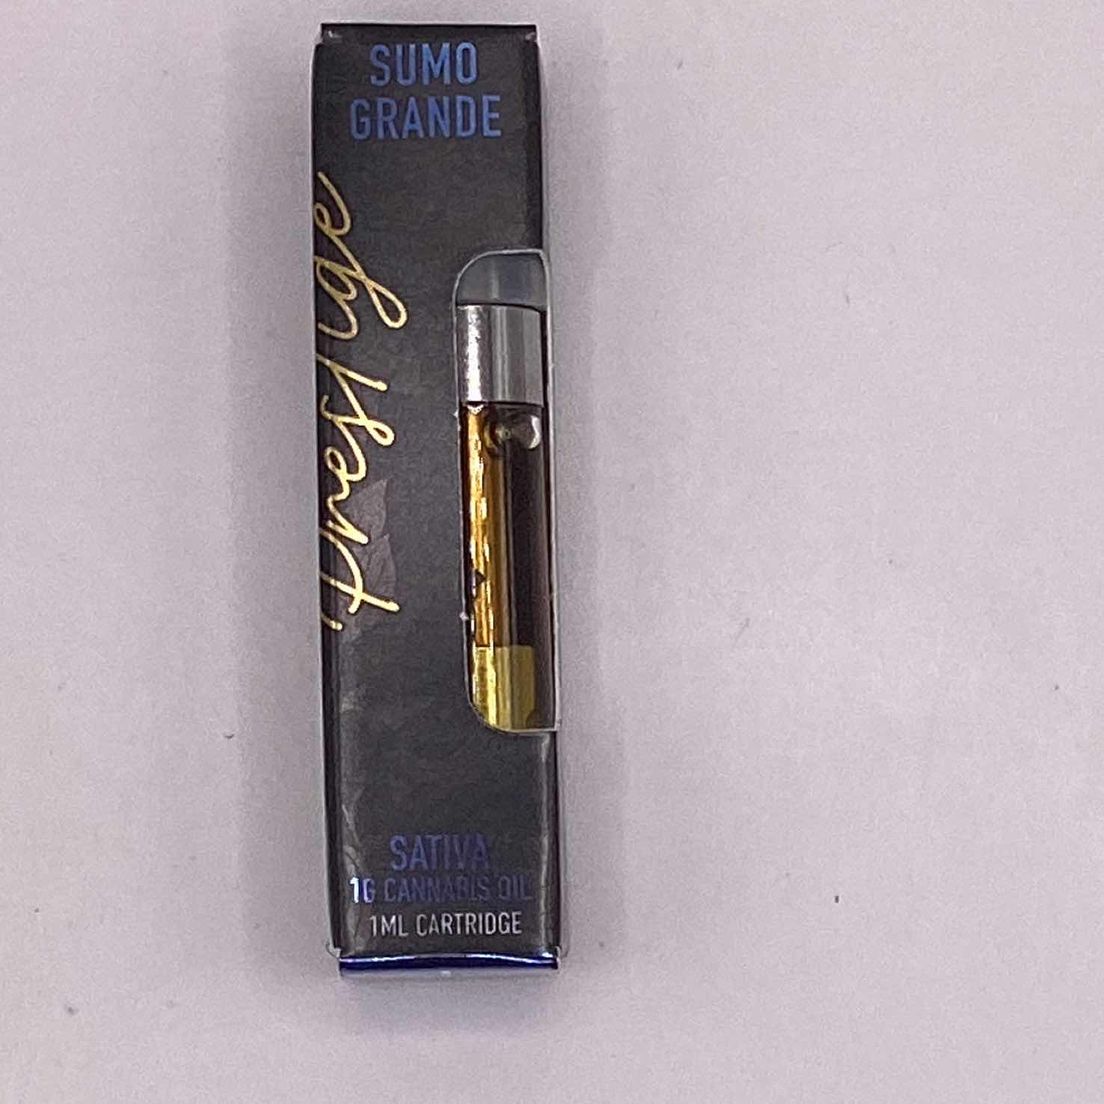 SUMO
GRANDE
Prestige
SATIVA
1G CANNABIS OIL
1ML CARTRIDGE